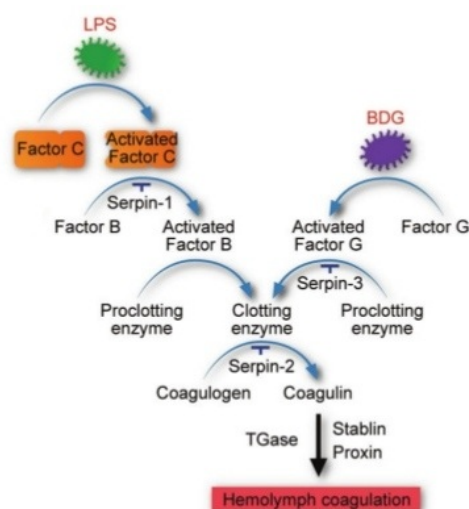 LPS
BDG
Factor C
Activated
Factor C
Serpin-1
Factor B
Activated
Factor B
Activated
Factor G
Factor G
Serpin-3
Proclotting
enzyme
Clotting
enzyme
Proclotting
enzyme
Serpin-2
Coagulogen
Coagulin
TGase
Stablin
Proxin
Hemolymph coagulation